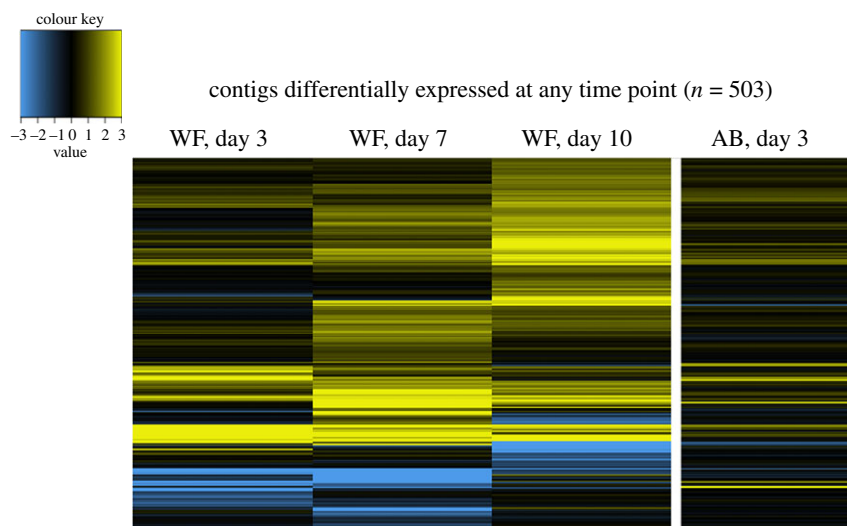 colour key
–3 –2 –1 0 1 2 3
value
contigs differentially expressed at any time point (n = 503)
WF, day 3 WF, day 7 WF, day 10 AB, day 3